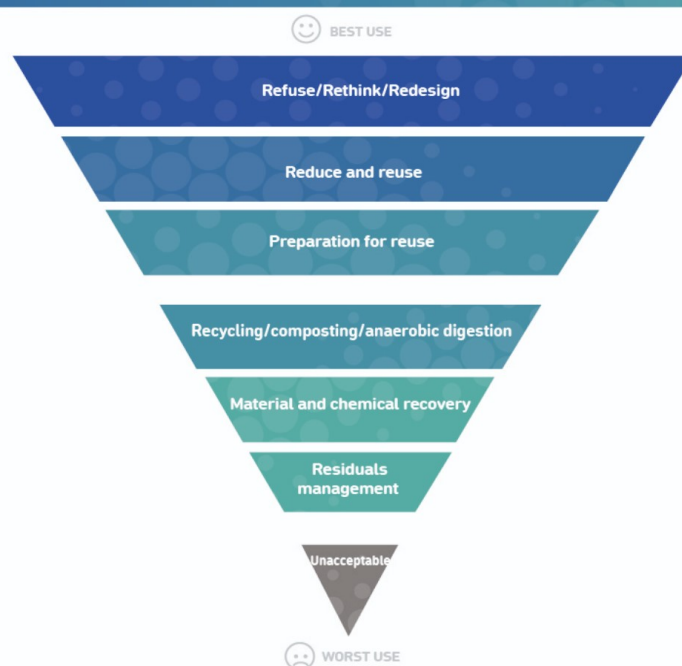 BEST USE
Refuse/Rethink/Redesign
Reduce and reuse
Preparation for reuse
Recycling/composting/anaerobic digestion
Material and chemical recovery
Residuals
management
Unacceptable
WORST USE